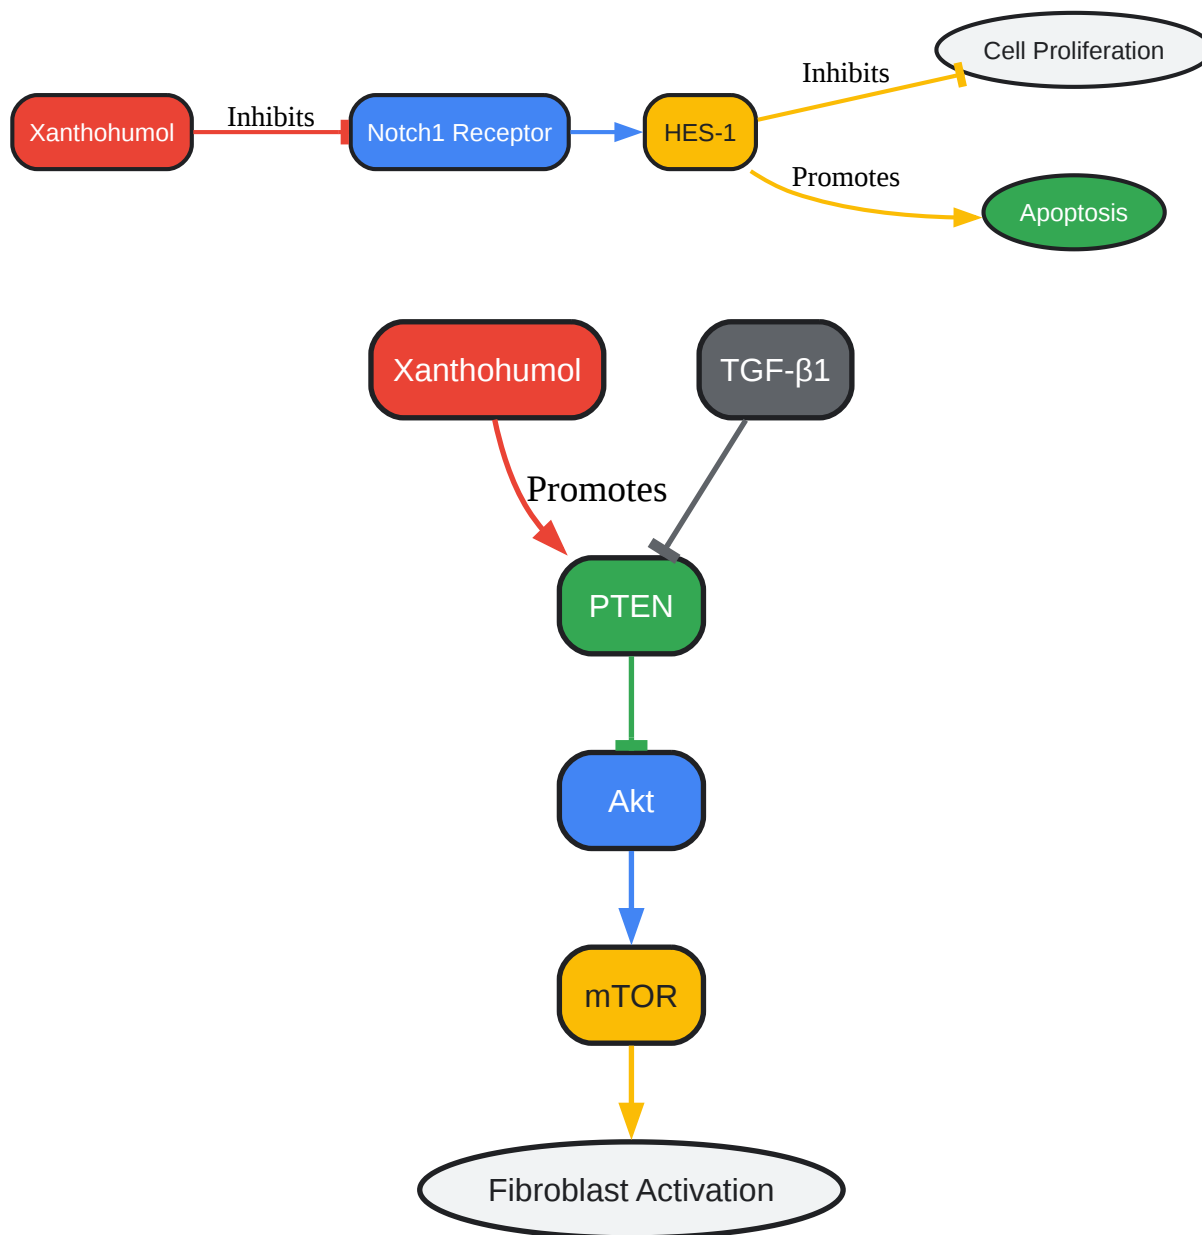 Cell Proliferation
Inhibits
Xanthohumol
Inhibits
Notch1 Receptor
HES-1
Promotes
Apoptosis
Xanthohumol
TGF-β1
Promotes
PTEN
Akt
mTOR
Fibroblast Activation